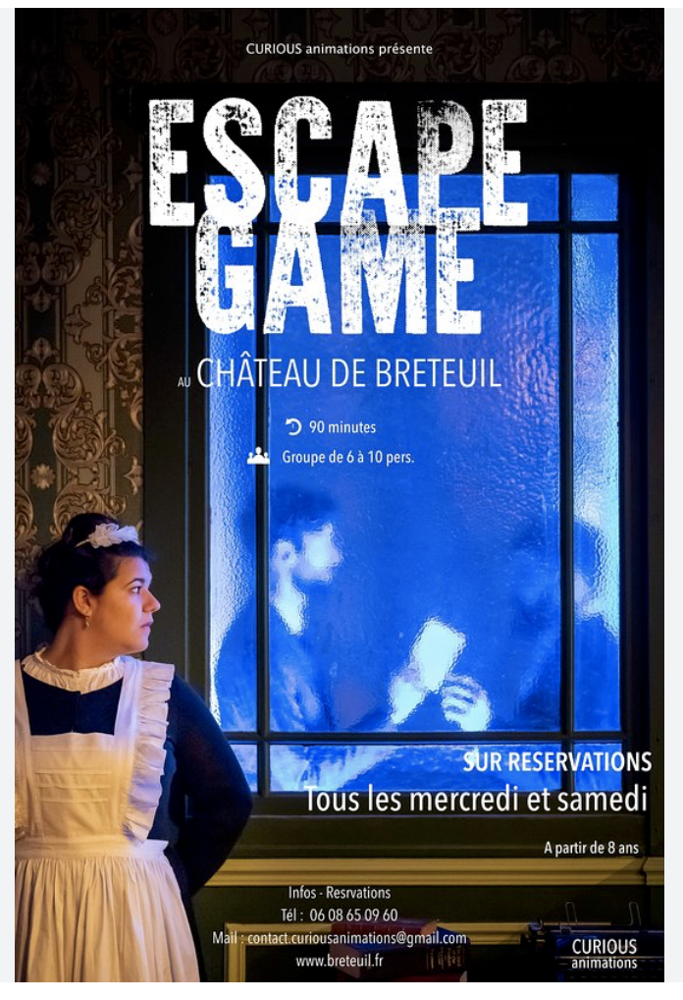 CURIOUS animations présente
ESCAPE
GAME
AU CHÂTEAU DE BRETEUIL
90 minutes
Groupe de 6 à 10 pers.
SUR RESERVATIONS
Tous les mercredi et samedi
A partir de 8 ans
Infos - Resrvations
Tél : 06 08 65 09 60
Mail : contact.curiousanimations@gmail.com
www.breteuil.fr
CURIOUS
animations